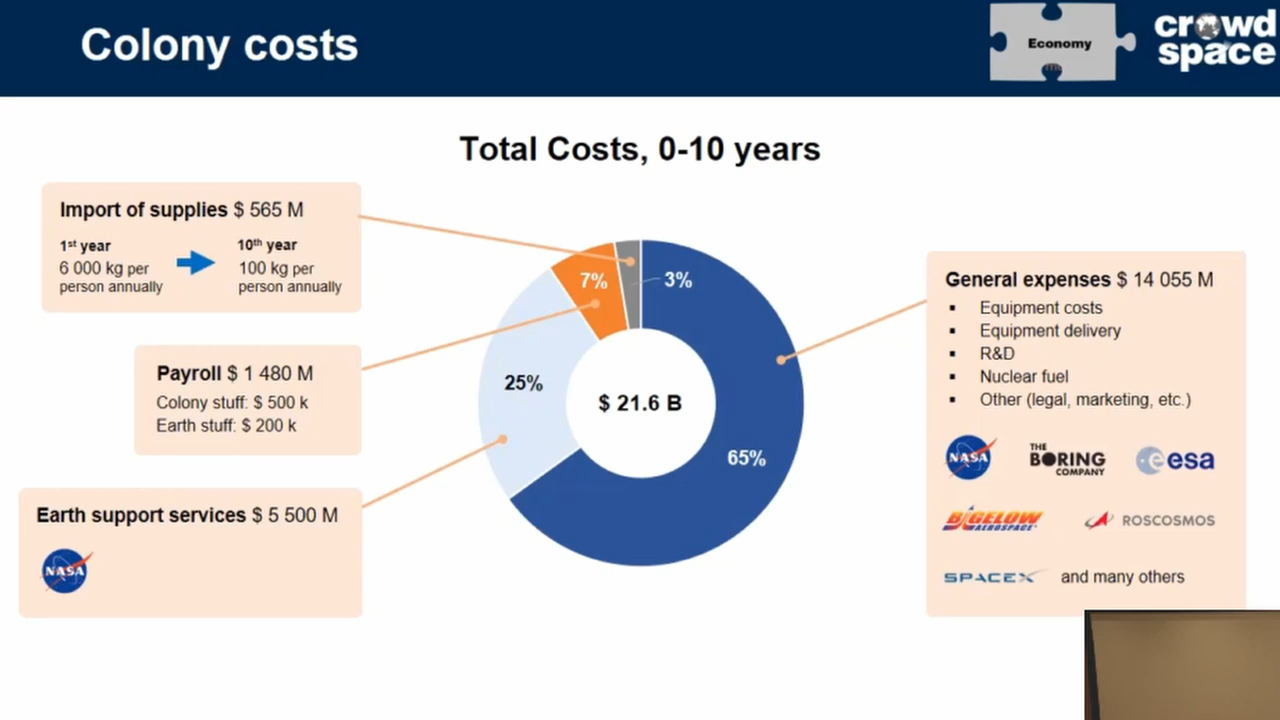 Colony costs
Economy
crowd
space
Total Costs, 0-10 years
Import of supplies $ 565 M
1st year
10th year
6 000 kg per
person annually
100 kg per
person annually
Payroll $ 1 480 M
Colony stuff: $ 500 k
Earth stuff: $ 200 k
Earth support services $ 5 500 M
NASA
7%
3%
25%
$ 21.6 B
65%
General expenses $ 14 055 M
▪ Equipment costs
▪ Equipment delivery
▪ R&D
▪ Nuclear fuel
▪ Other (legal, marketing, etc.)
NASA
THE
BORING
COMPANY
esa
BIGELOW
AEROSPACE
ROSCOSMOS
SPACEX
and many others